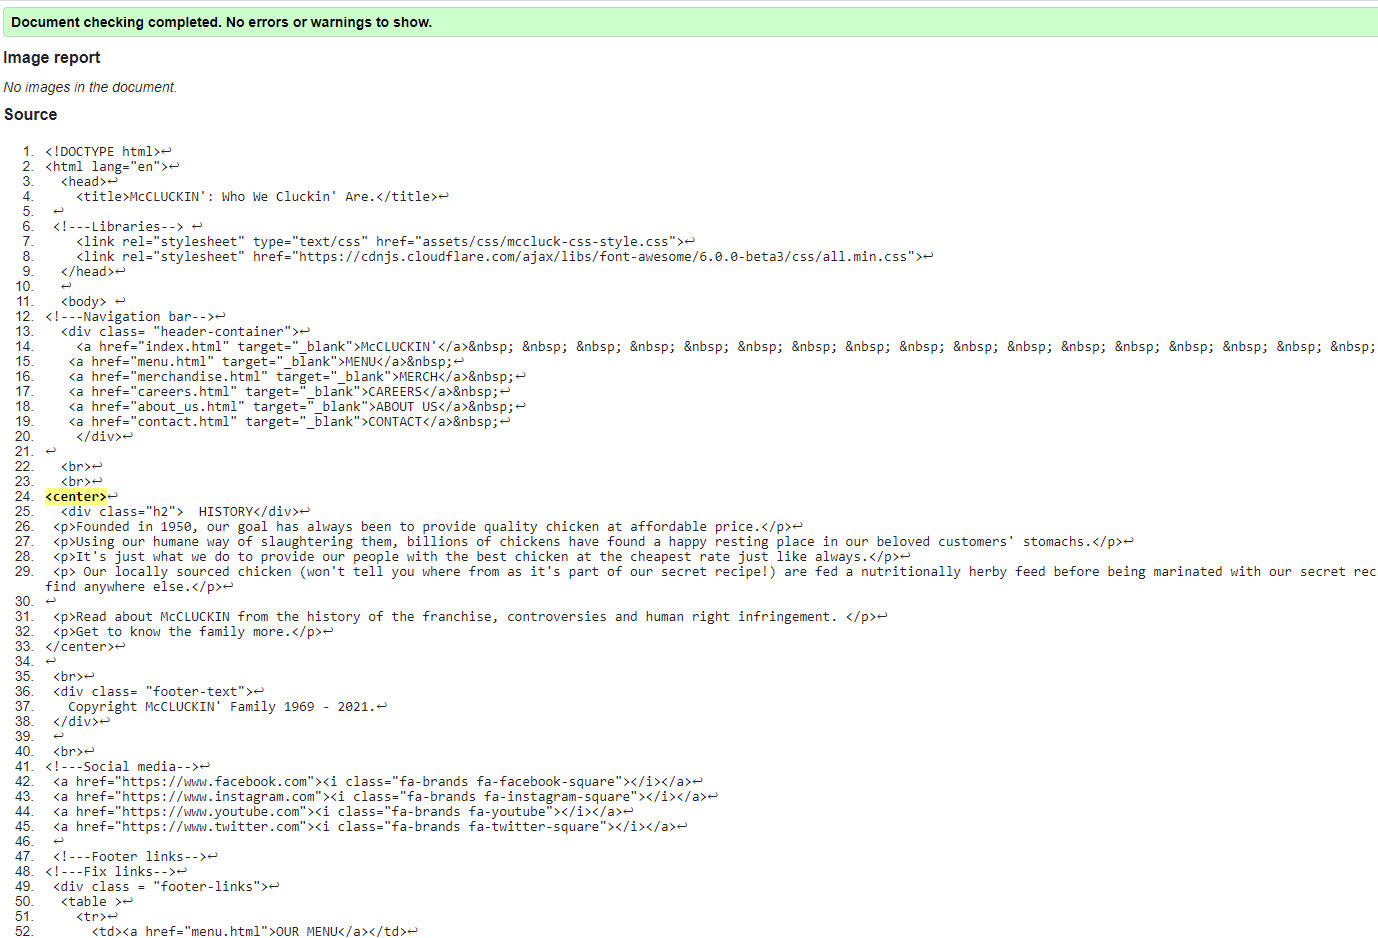 Document checking completed. No errors or warnings to show.
Image report
No images in the document.
Source
1. <!DOCTYPE html>↩
2. <html lang="en">↩
3. <head>↩
4. <title>McCLUCKIN': Who We Cluckin' Are.</title>↩
5. ↩
6. <!---Libraries--> ↩
7. <link rel="stylesheet" type="text/css" href="assets/css/mccluck-css-style.css">↩
8. <link rel="stylesheet" href="https://cdnjs.cloudflare.com/ajax/libs/font-awesome/6.0.0-beta3/css/all.min.css">↩
9. </head>↩
10. ↩
11. <body> ↩
12. <!---Navigation bar-->↩
13. <div class= "header-container">↩
14. <a href="index.html" target="_blank">McCLUCKIN'</a>&nbsp; &nbsp; &nbsp; &nbsp; &nbsp; &nbsp; &nbsp; &nbsp; &nbsp; &nbsp; &nbsp; &nbsp; &nbsp; &nbsp; &nbsp; &nbsp; &nbsp;
15. <a href="menu.html" target="_blank">MENU</a>&nbsp;↩
16. <a href="merchandise.html" target="_blank">MERCH</a>&nbsp;↩
17. <a href="careers.html" target="_blank">CAREERS</a>&nbsp;↩
18. <a href="about_us.html" target="_blank">ABOUT US</a>&nbsp;↩
19. <a href="contact.html" target="_blank">CONTACT</a>&nbsp;↩
20. </div>↩
21. ↩
22. <br>↩
23. <br>↩
24. <center>↩
25. <div class="h2">  HISTORY</div>↩
26. <p>Founded in 1950, our goal has always been to provide quality chicken at affordable price.</p>↩
27. <p>Using our humane way of slaughtering them, billions of chickens have found a happy resting place in our beloved customers' stomachs.</p>↩
28. <p>It's just what we do to provide our people with the best chicken at the cheapest rate just like always.</p>↩
29. <p> Our locally sourced chicken (won't tell you where from as it's part of our secret recipe!) are fed a nutritionally herby feed before being marinated with our secret rec
find anywhere else.</p>↩
30. ↩
31. <p>Read about McCLUCKIN from the history of the franchise, controversies and human right infringement. </p>↩
32. <p>Get to know the family more.</p>↩
33. </center>↩
34. ↩
35. <br>↩
36. <div class= "footer-text">↩
37. Copyright McCLUCKIN' Family 1969 - 2021.↩
38. </div>↩
39. ↩
40. <br>↩
41. <!---Social media-->↩
42. <a href="https://www.facebook.com"><i class="fa-brands fa-facebook-square"></i></a>↩
43. <a href="https://www.instagram.com"><i class="fa-brands fa-instagram-square"></i></a>↩
44. <a href="https://www.youtube.com"><i class="fa-brands fa-youtube"></i></a>↩
45. <a href="https://www.twitter.com"><i class="fa-brands fa-twitter-square"></i></a>↩
46. ↩
47. <!---Footer links-->↩
48. <!---Fix links-->↩
49. <div class = "footer-links">↩
50. <table >↩
51. <tr>↩
52. <td><a href="menu.html">OUR MENU</a></td>↩